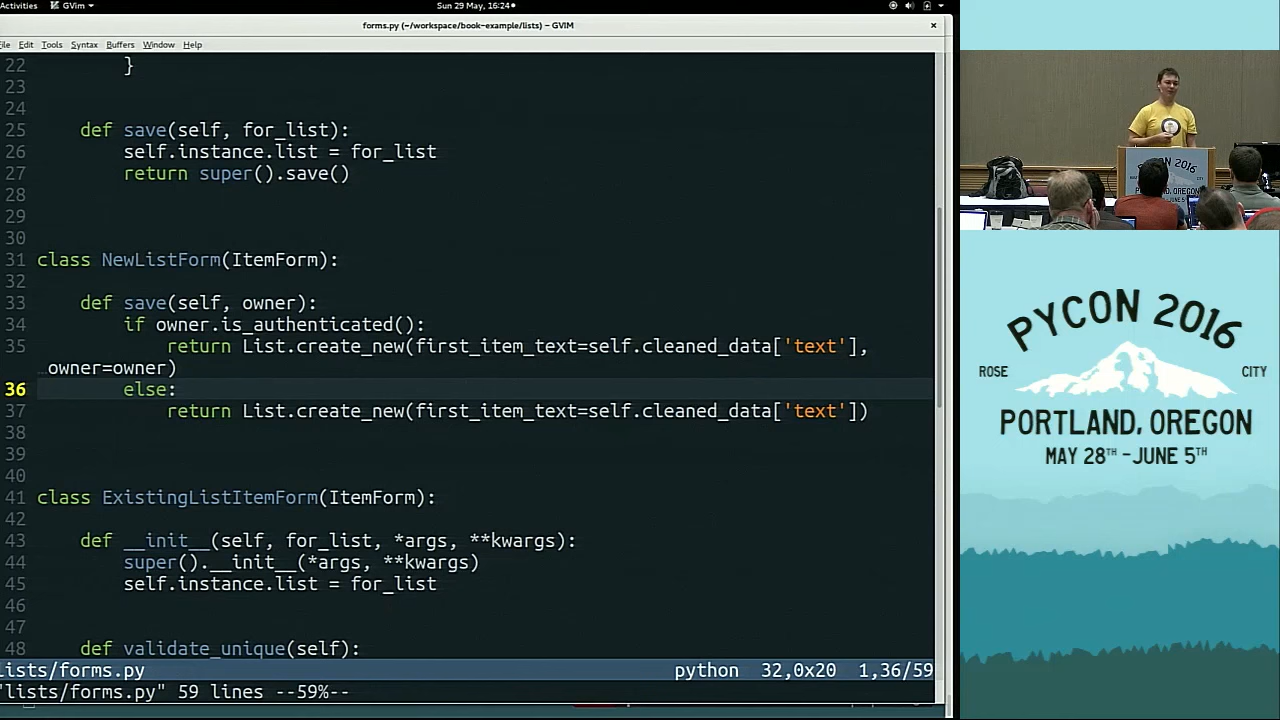 Activities GVim Sun 29 May, 16:24
forms.py (~/workspace/book-example/lists) – GVIM
File Edit Tools Syntax Buffers Window Help
22 }
23
24
25 def save(self, for_list):
26 self.instance.list = for_list
27 return super().save()
28
29
30
31 class NewListForm(ItemForm):
32
33 def save(self, owner):
34 if owner.is_authenticated():
35 return List.create_new(first_item_text=self.cleaned_data['text'],
…owner=owner)
36 else:
37 return List.create_new(first_item_text=self.cleaned_data['text'])
38
39
40
41 class ExistingListItemForm(ItemForm):
42
43 def __init__(self, for_list, *args, **kwargs):
44 super().__init__(*args, **kwargs)
45 self.instance.list = for_list
46
47
48 def validate_unique(self):
lists/forms.py python 32,0x20 1,36/59
"lists/forms.py" 59 lines --59%--
PYCON 2016
PORTLAND, OREGON
PYCON 2016
ROSE CITY
PORTLAND, OREGON
MAY 28TH - JUNE 5TH